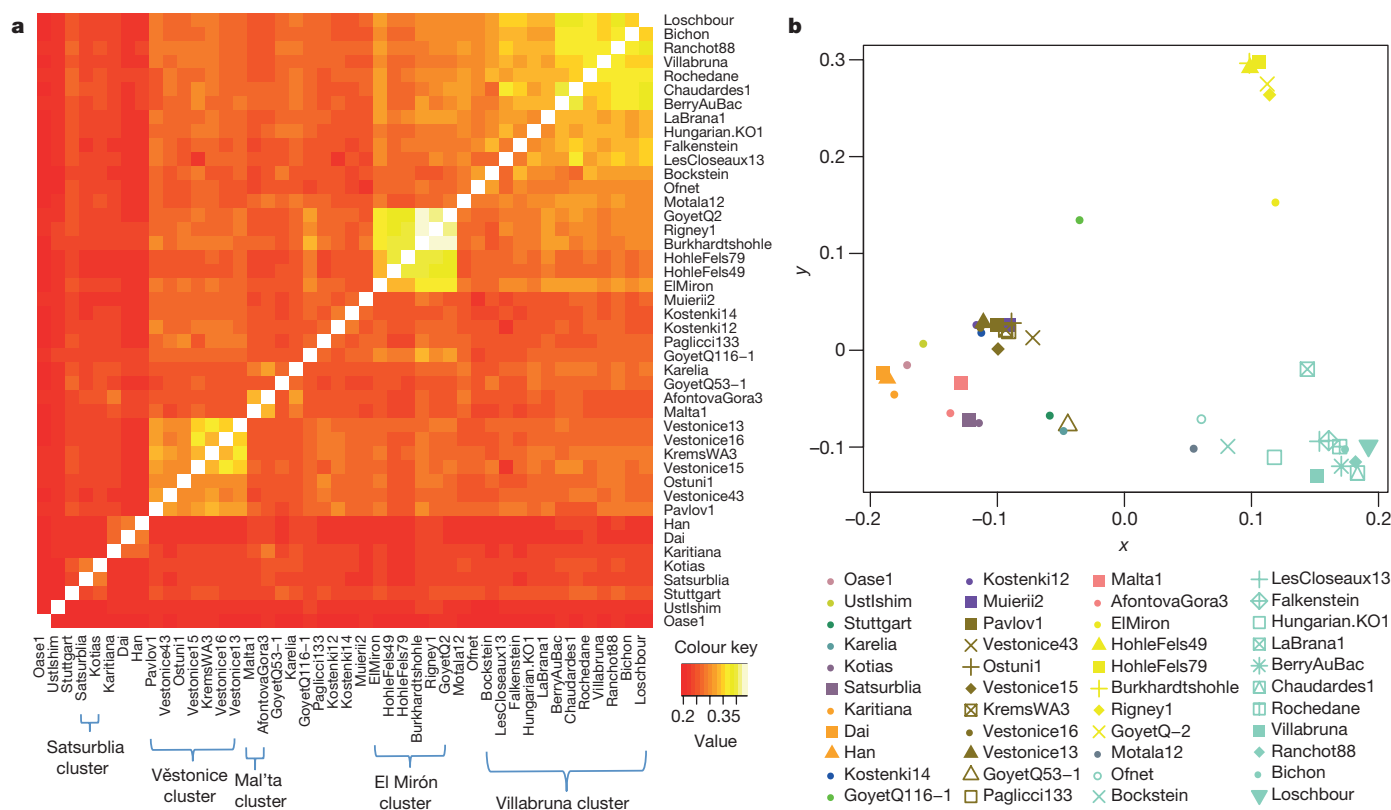 a
Loschbour
Bichon
Ranchot88
Villabruna
Rochedane
Chaudardes1
BerryAuBac
LaBrana1
Hungarian.KO1
Falkenstein
LesCloseaux13
Bockstein
Ofnet
Motala12
GoyetQ2
Rigney1
Burkhardtshohle
HohleFels79
HohleFels49
ElMiron
Muierii2
Kostenki14
Kostenki12
Paglicci133
GoyetQ116−1
Karelia
GoyetQ53−1
AfontovaGora3
Malta1
Vestonice13
Vestonice16
KremsWA3
Vestonice15
Ostuni1
Vestonice43
Pavlov1
Han
Dai
Karitiana
Kotias
Satsurblia
Stuttgart
UstIshim
Oase1
Oase1
UstIshim
Stuttgart
Satsurblia
Kotias
Karitiana
Dai
Han
Pavlov1
Vestonice43
Ostuni1
Vestonice15
KremsWA3
Vestonice16
Vestonice13
Malta1
AfontovaGora3
GoyetQ53−1
Karelia
GoyetQ116−1
Paglicci133
Kostenki12
Kostenki14
Muierii2
ElMiron
HohleFels49
HohleFels79
Burkhardtshohle
Rigney1
GoyetQ2
Motala12
Ofnet
Bockstein
LesCloseaux13
Falkenstein
Hungarian.KO1
LaBrana1
BerryAuBac
Chaudardes1
Rochedane
Villabruna
Ranchot88
Bichon
Loschbour
Colour key
0.2 0.35
Value
Satsurblia
cluster
Věstonice
cluster
Mal'ta
cluster
El Mirón
cluster
Villabruna cluster
b
0.3
0.2
0.1
0
−0.1
y
−0.2 −0.1 0.0 0.1 0.2
x
Oase1
UstIshim
Stuttgart
Karelia
Kotias
Satsurblia
Karitiana
Dai
Han
Kostenki14
GoyetQ116−1
Kostenki12
Muierii2
Pavlov1
Vestonice43
Ostuni1
Vestonice15
KremsWA3
Vestonice16
Vestonice13
GoyetQ53−1
Paglicci133
Malta1
AfontovaGora3
ElMiron
HohleFels49
HohleFels79
Burkhardtshohle
Rigney1
GoyetQ-2
Motala12
Ofnet
Bockstein
LesCloseaux13
Falkenstein
Hungarian.KO1
LaBrana1
BerryAuBac
Chaudardes1
Rochedane
Villabruna
Ranchot88
Bichon
Loschbour